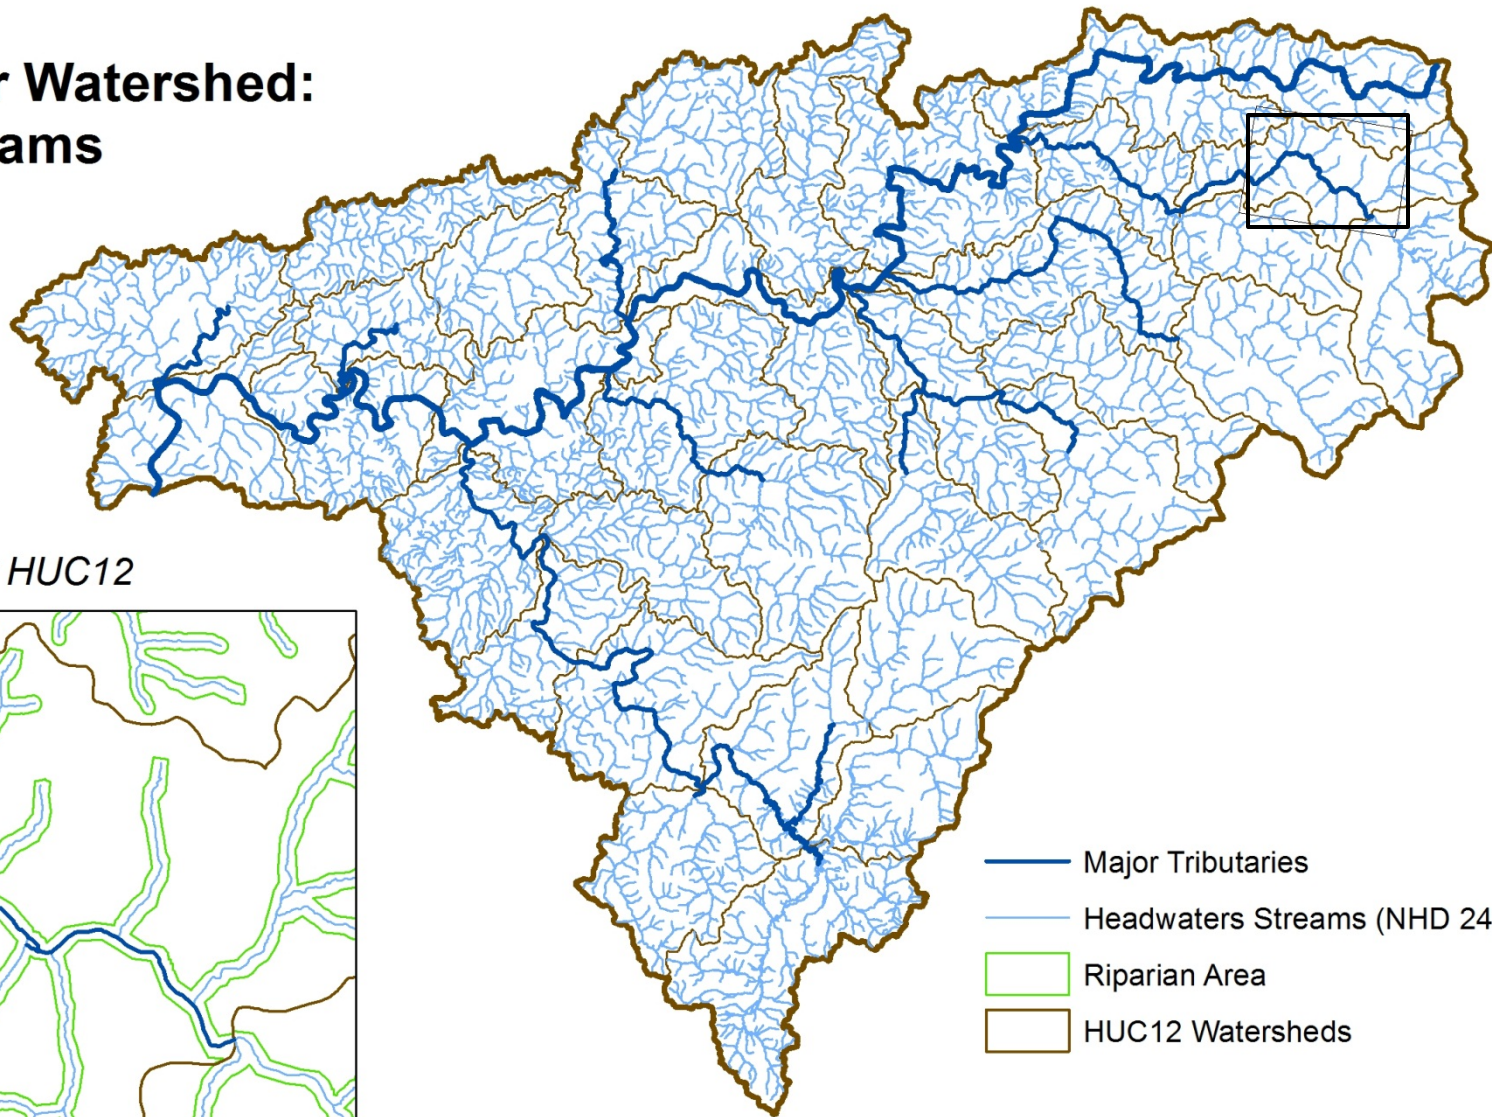 r Watershed:
ams
HUC12
Major Tributaries
Headwaters Streams (NHD 24
Riparian Area
HUC12 Watersheds